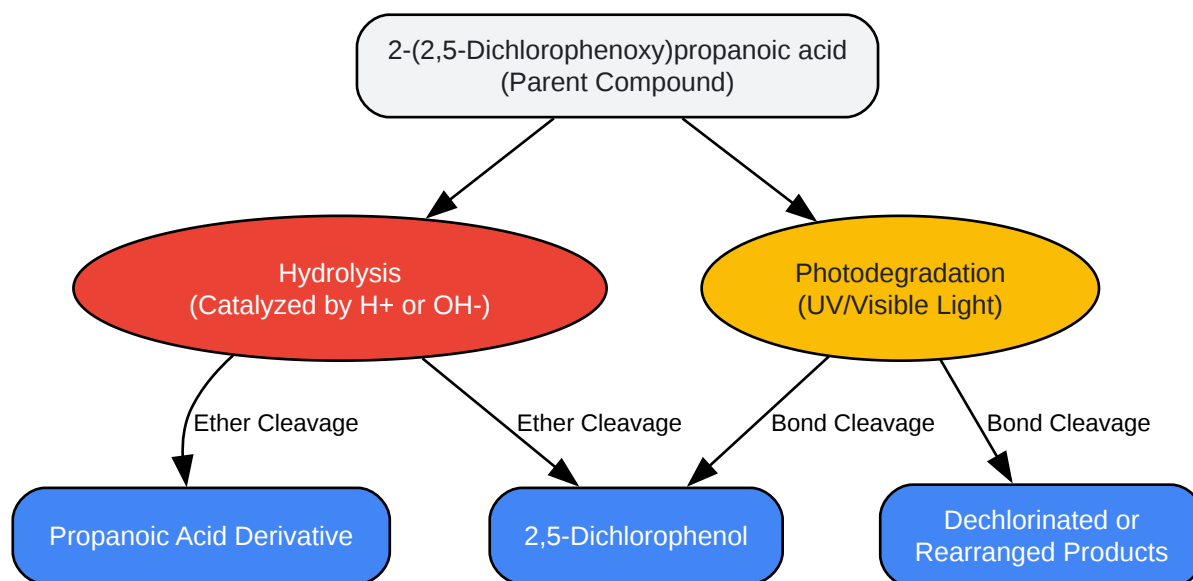 2-(2,5-Dichlorophenoxy)propanoic acid
(Parent Compound)
Hydrolysis
(Catalyzed by H+ or OH-)
Photodegradation
(UV/Visible Light)
Ether Cleavage
Ether Cleavage
Bond Cleavage
Bond Cleavage
Propanoic Acid Derivative
2,5-Dichlorophenol
Dechlorinated or
Rearranged Products